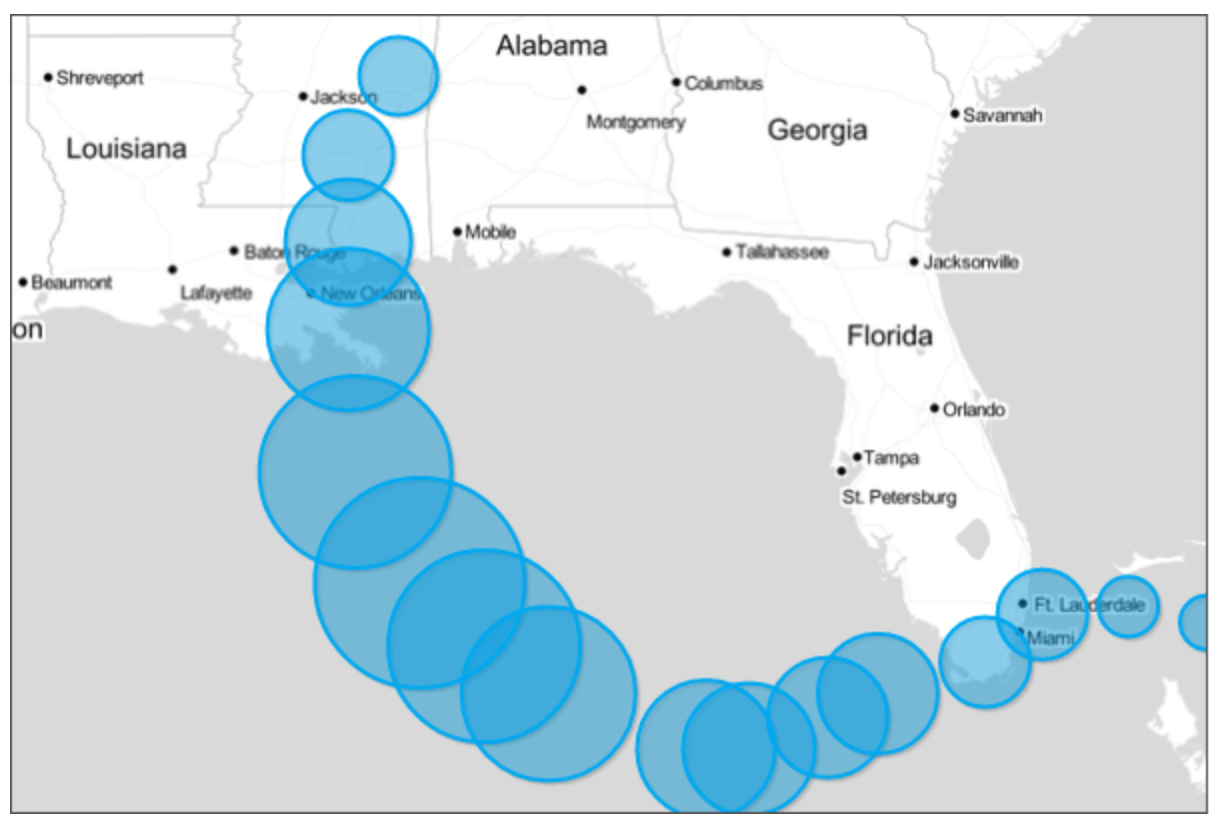 Alabama
Shreveport
Columbus
Jackson
Savannah
Montgomery
Georgia
Louisiana
Mobile
Baton Rouge
Tallahassee
Jacksonville
Beaumont
Lafayette
New Orleans
on
Florida
Orlando
Tampa
St. Petersburg
Ft. Lauderdale
Miami